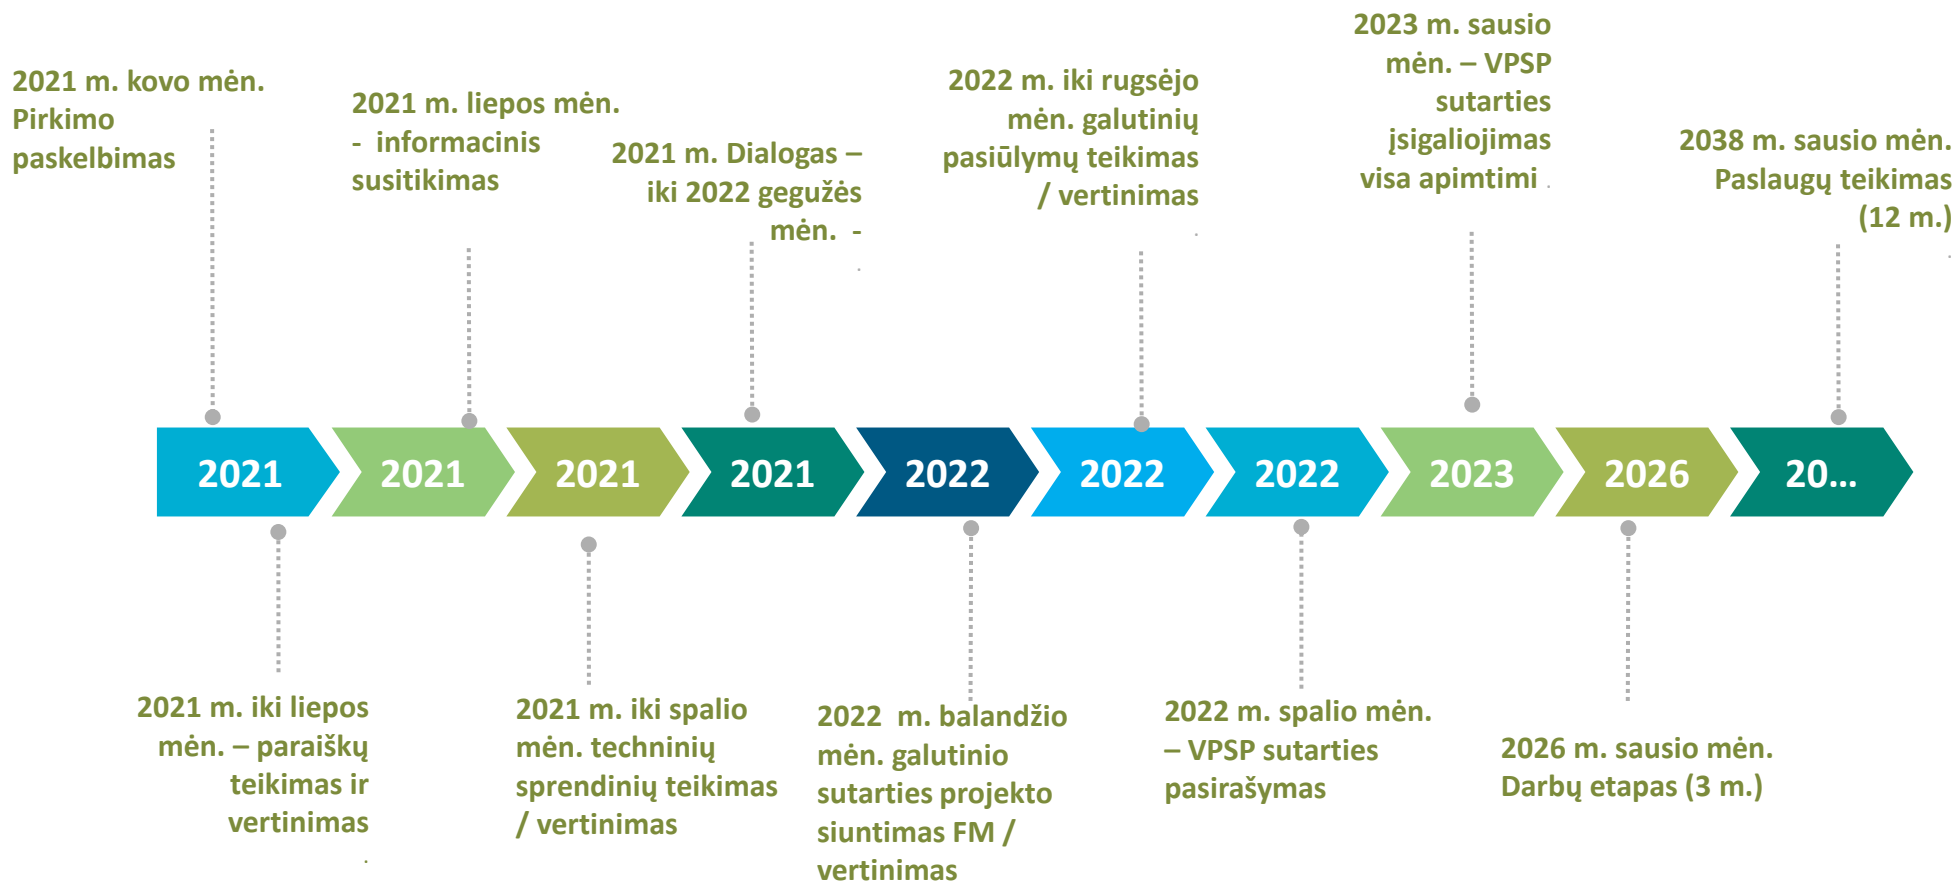 2021 m. kovo mėn.
Pirkimo
paskelbimas
2021 m. liepos mėn.
- informacinis
susitikimas
2021 m. Dialogas –
iki 2022 gegužės
mėn. -
.
2022 m. iki rugsėjo
mėn. galutinių
pasiūlymų teikimas
/ vertinimas
.
2023 m. sausio
mėn. – VPSP
sutarties
įsigaliojimas
visa apimtimi .
2038 m. sausio mėn.
Paslaugų teikimas
(12 m.)
.
2021
2021
2021
2021
2022
2022
2022
2023
2026
20...
2021 m. iki liepos
mėn. – paraiškų
teikimas ir
vertinimas
.
2021 m. iki spalio
mėn. techninių
sprendinių teikimas
/ vertinimas
2022 m. balandžio
mėn. galutinio
sutarties projekto
siuntimas FM /
vertinimas
2022 m. spalio mėn.
– VPSP sutarties
pasirašymas
2026 m. sausio mėn.
Darbų etapas (3 m.)